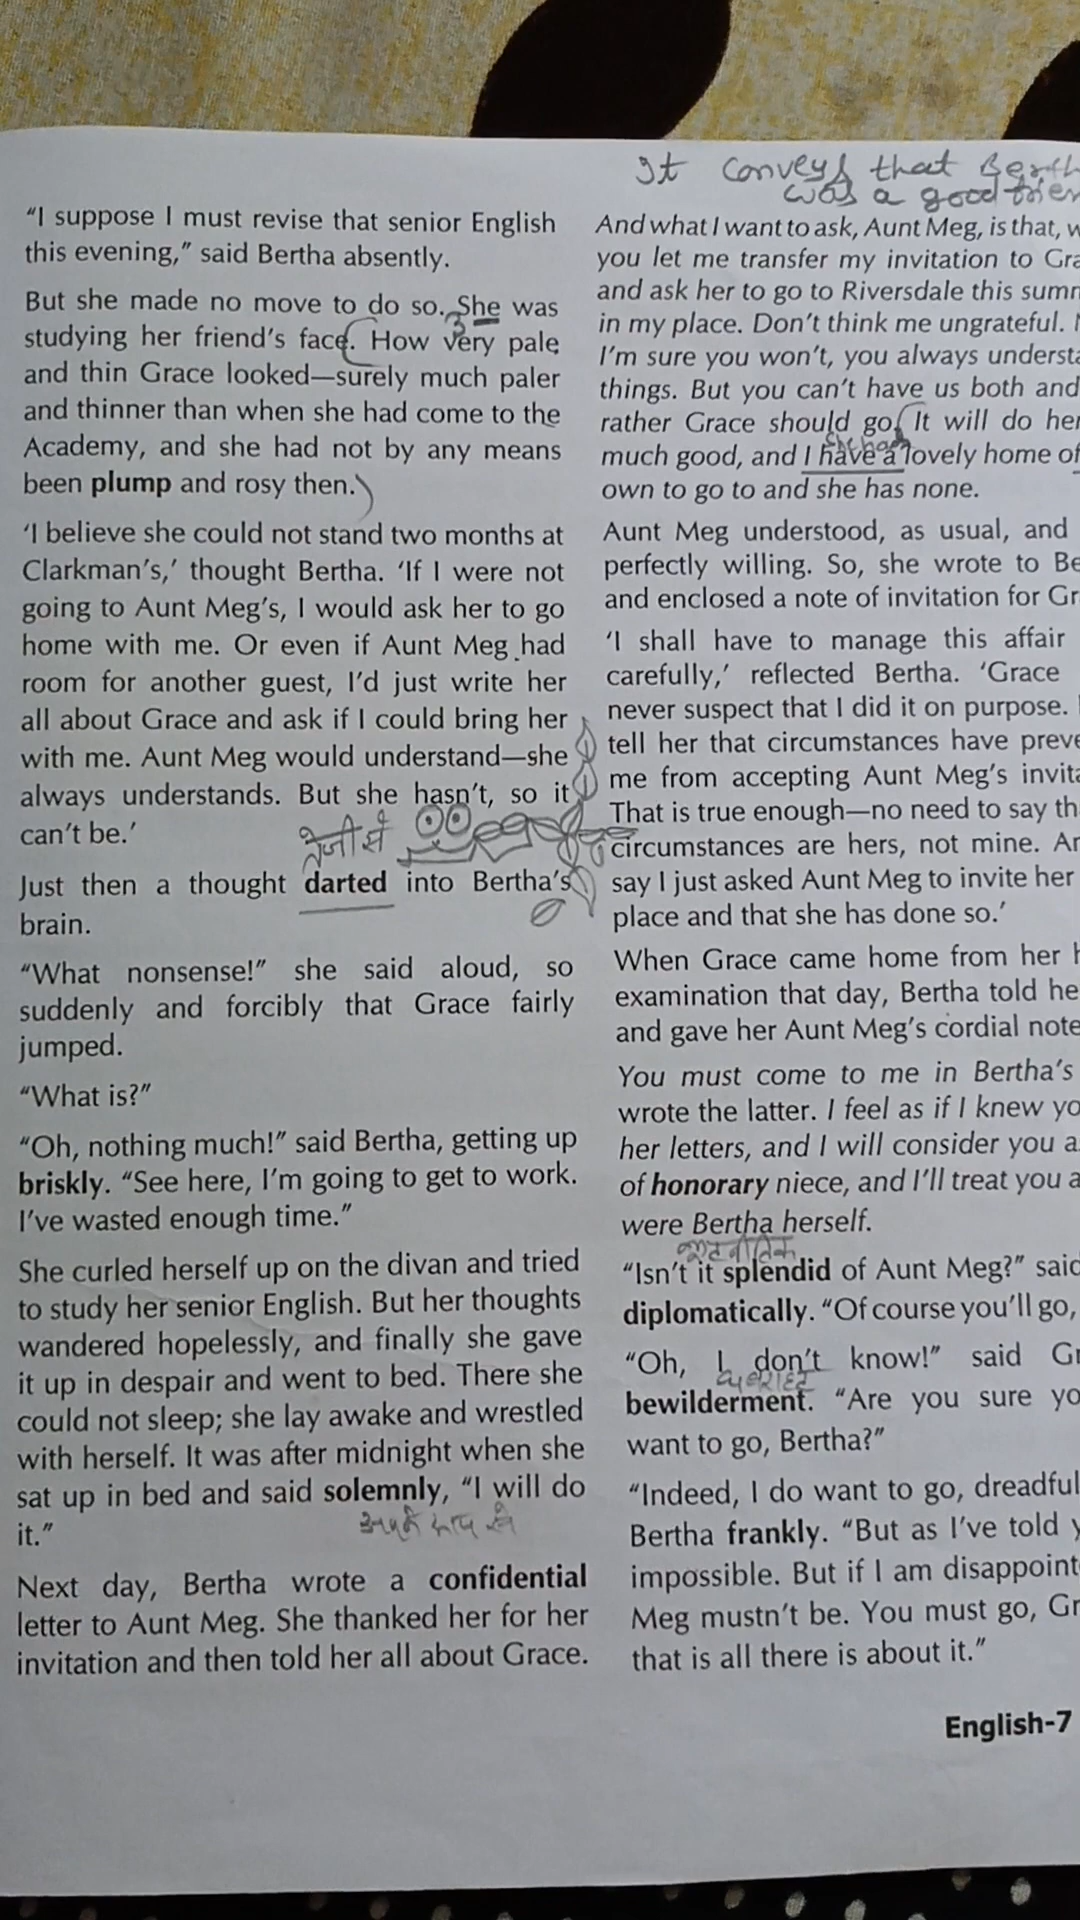 "I suppose I must revise that senior English
this evening," said Bertha absently.
But she made no move to do so. She was
studying her friend's face. How very pale
and thin Grace looked—surely much paler
and thinner than when she had come to the
Academy, and she had not by any means
been plump and rosy then.
'I believe she could not stand two months at
Clarkman's,' thought Bertha. 'If I were not
going to Aunt Meg's, I would ask her to go
home with me. Or even if Aunt Meg had
room for another guest, I'd just write her
all about Grace and ask if I could bring her
with me. Aunt Meg would understand—she
always understands. But she hasn't, so it
can't be.'
तेजी से
Just then a thought darted into Bertha's
brain.
"What nonsense!" she said aloud, so
suddenly and forcibly that Grace fairly
jumped.
"What is?"
"Oh, nothing much!" said Bertha, getting up
briskly. "See here, I'm going to get to work.
I've wasted enough time."
She curled herself up on the divan and tried
to study her senior English. But her thoughts
wandered hopelessly, and finally she gave
it up in despair and went to bed. There she
could not sleep; she lay awake and wrestled
with herself. It was after midnight when she
sat up in bed and said solemnly, "I will do
it."
Next day, Bertha wrote a confidential
letter to Aunt Meg. She thanked her for her
invitation and then told her all about Grace.
It conveys that
was a good
And what I want to ask, Aunt Meg, is that,
you let me transfer my invitation to
and ask her to go to Riversdale this
in my place. Don't think me ungrateful.
I'm sure you won't, you always
things. But you can't have us both and
rather Grace should go. It will do her
much good, and I have a lovely home of
own to go to and she has none.
Aunt Meg understood, as usual, and
perfectly willing. So, she wrote to
and enclosed a note of invitation for
'I shall have to manage this affair
carefully,' reflected Bertha. 'Grace
never suspect that I did it on purpose.
tell her that circumstances have
me from accepting Aunt Meg's
That is true enough—no need to say
circumstances are hers, not mine.
say I just asked Aunt Meg to invite her
place and that she has done so.'
When Grace came home from her
examination that day, Bertha told
and gave her Aunt Meg's cordial note
You must come to me in Bertha's
wrote the latter. I feel as if I knew
her letters, and I will consider you
of honorary niece, and I'll treat you
were Bertha herself.
"Isn't it splendid of Aunt Meg?"
diplomatically. "Of course you'll go,
"Oh, I don't know!" said
bewilderment. "Are you sure
want to go, Bertha?"
"Indeed, I do want to go,
Bertha frankly. "But as I've told
impossible. But if I am
Meg mustn't be. You must go,
that is all there is about it."
English-7